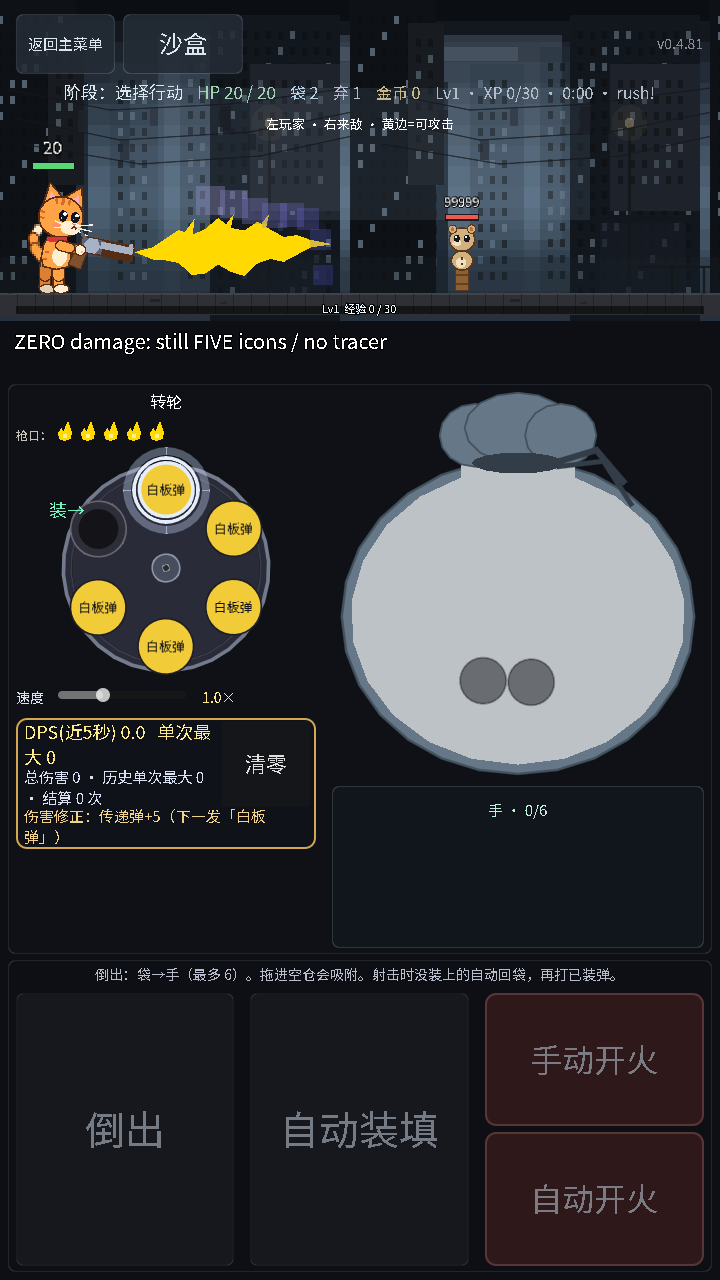 返回主菜单
沙盒
v0.4.81
阶段：选择行动 HP 20 / 20 袋 2 弃 1 金币 0 Lv1 · XP 0/30 · 0:00 · rush!
左玩家 · 右来敌 · 黄边=可攻击
20
99999
Lv1 经验 0 / 30
ZERO damage: still FIVE icons / no tracer
转轮
枪口：
白板弹
装→
白板弹
白板弹
白板弹
白板弹
速度 1.0×
DPS(近5秒) 0.0 单次最
大 0
总伤害 0 · 历史单次最大 0
· 结算 0 次
伤害修正：传递弹+5（下一发「白板
弹」）
清零
手 · 0/6
倒出：袋→手（最多 6）。拖进空仓会吸附。射击时没装上的自动回袋，再打已装弹。
倒出
自动装填
手动开火
自动开火